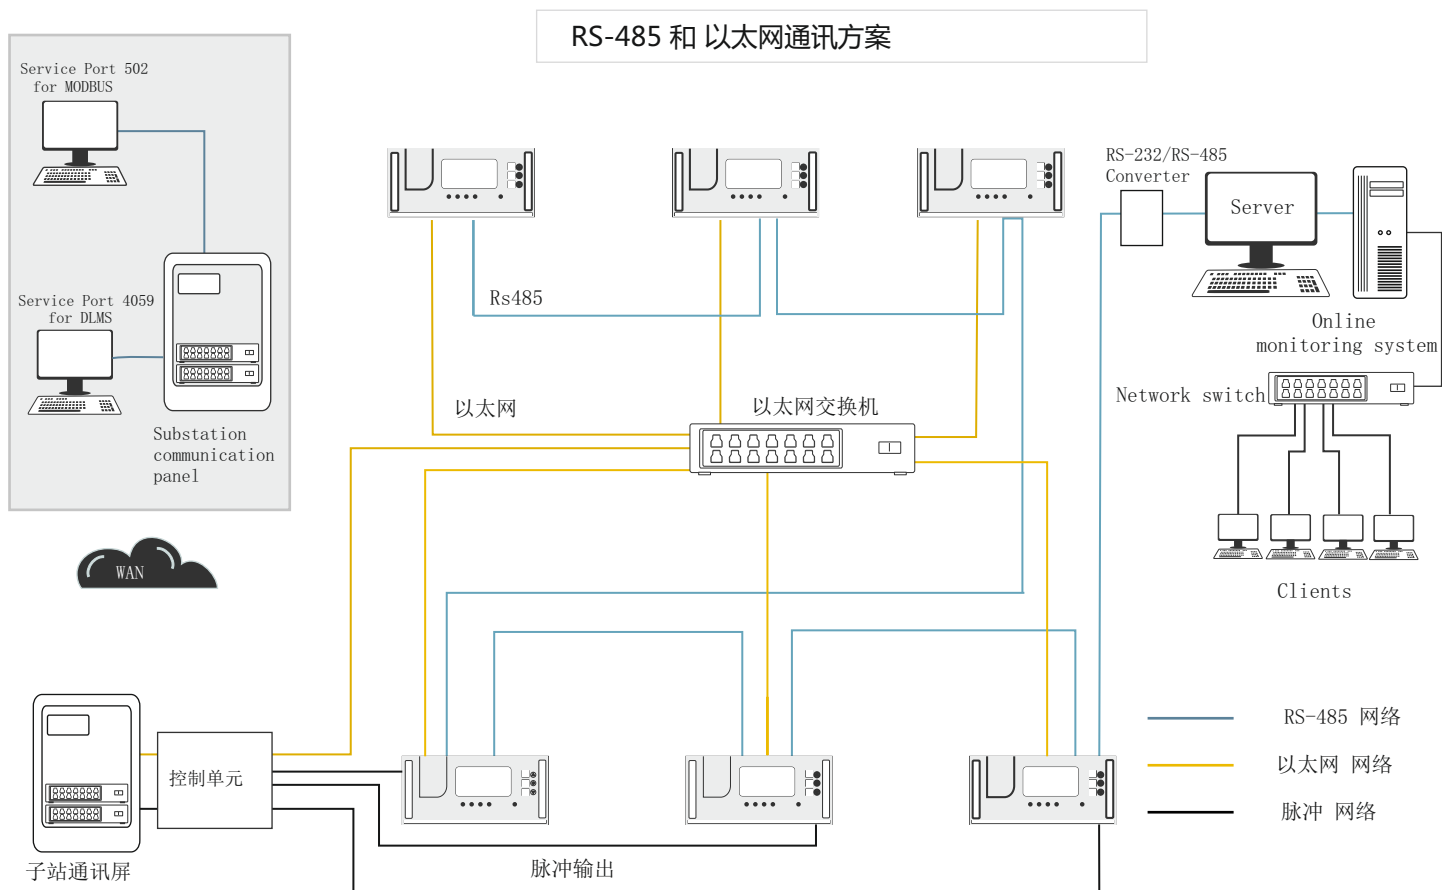 RS-485 和 以太网通讯方案
Service Port 502
for MODBUS
Service Port 4059
for DLMS
Substation
communication
panel
WAN
Rs485
以太网
以太网交换机
RS-232/RS-485
Converter
Server
Online
monitoring system
Network switch
Clients
RS-485 网络
以太网 网络
脉冲 网络
控制单元
子站通讯屏
脉冲输出